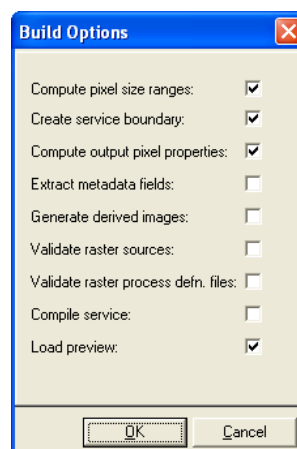 Build Options
Compute pixel size ranges:
Create service boundary:
Compute output pixel properties:
Extract metadata fields:
Generate derived images:
Validate raster sources:
Validate raster process defn. files:
Compile service:
Load preview:
OK Cancel